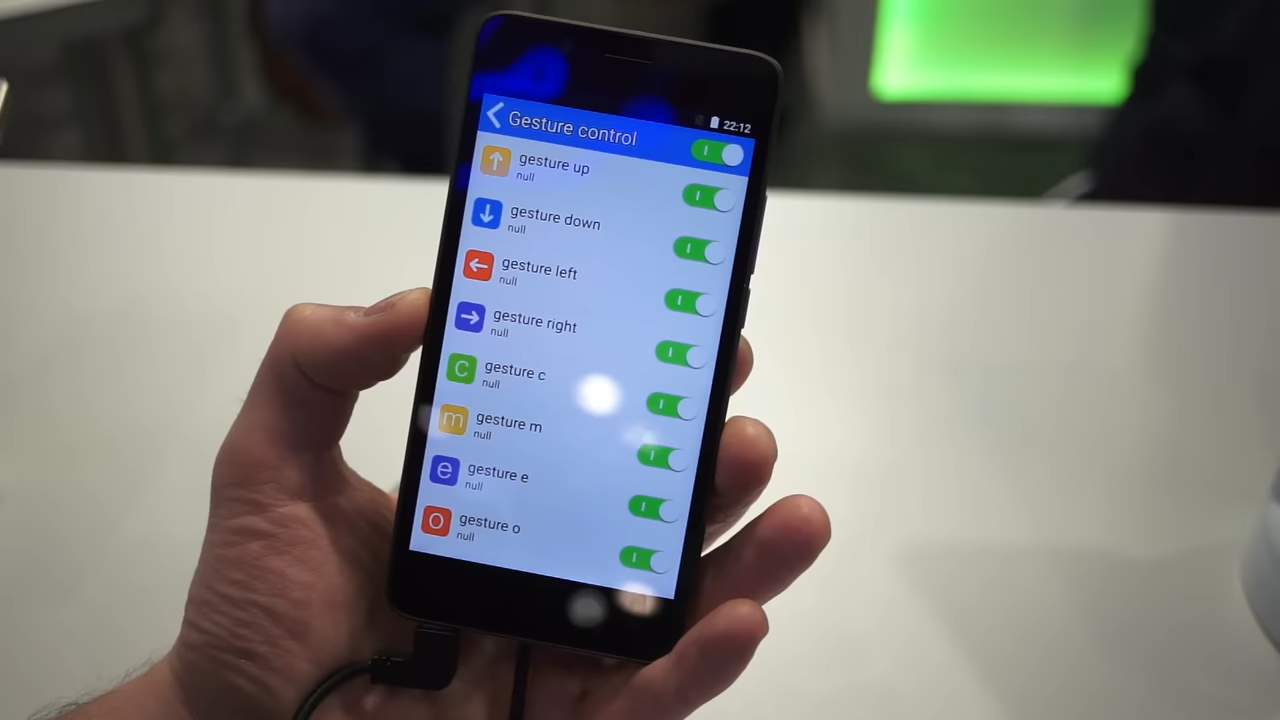 22:12
Gesture control
gesture up
null
gesture down
null
gesture left
null
gesture right
null
C
gesture c
null
m
gesture m
null
e
gesture e
null
O
gesture o
null